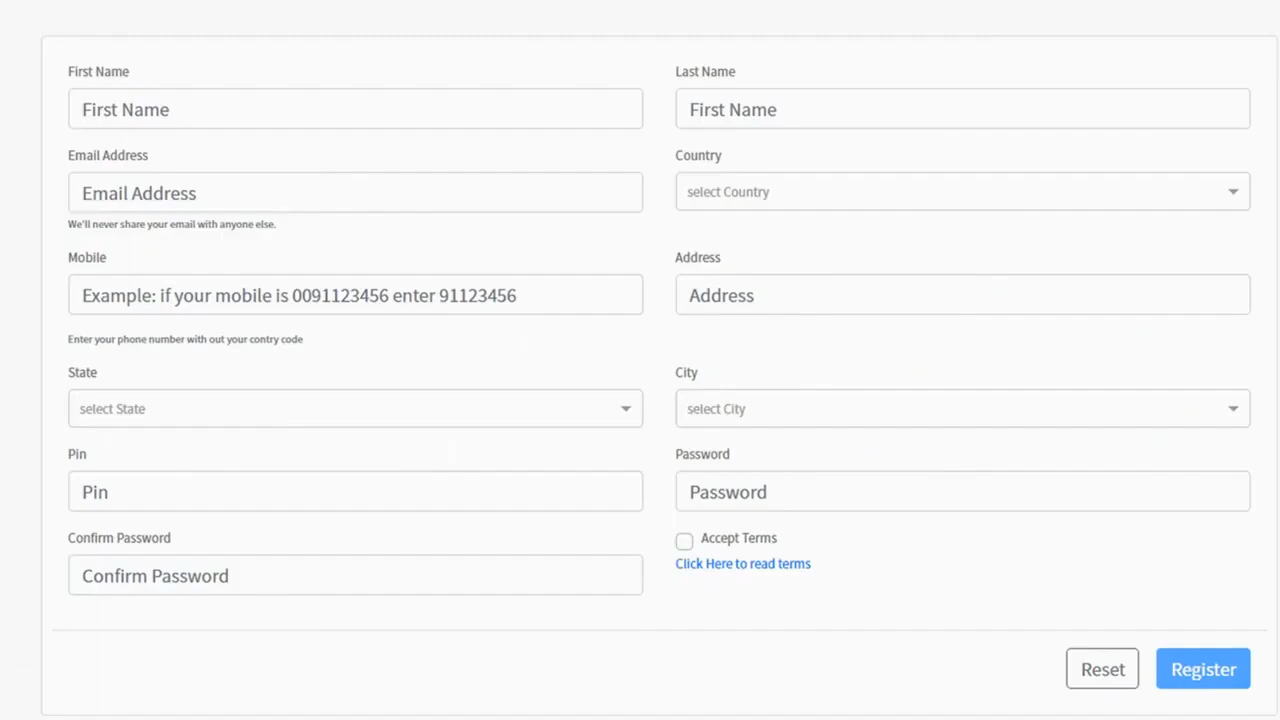 First Name
Last Name
First Name
First Name
Email Address
Country
Email Address
select Country
We'll never share your email with anyone else.
Mobile
Address
Example: if your mobile is 0091123456 enter 91123456
Address
Enter your phone number with out your contry code
State
City
select State
select City
Pin
Password
Pin
Password
Confirm Password
Accept Terms
Click Here to read terms
Confirm Password
Reset
Register